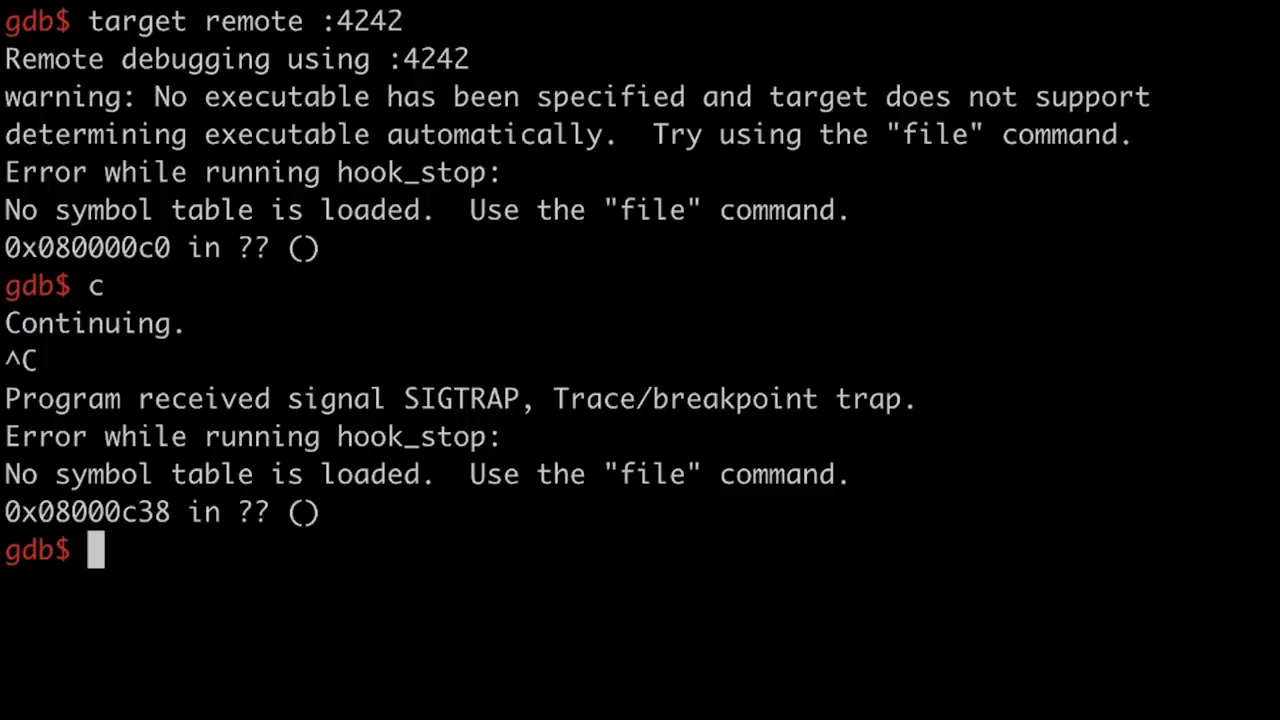 gdb$ target remote :4242
Remote debugging using :4242
warning: No executable has been specified and target does not support
determining executable automatically.  Try using the "file" command.
Error while running hook_stop:
No symbol table is loaded.  Use the "file" command.
0x080000c0 in ?? ()
gdb$ c
Continuing.
^C
Program received signal SIGTRAP, Trace/breakpoint trap.
Error while running hook_stop:
No symbol table is loaded.  Use the "file" command.
0x08000c38 in ?? ()
gdb$